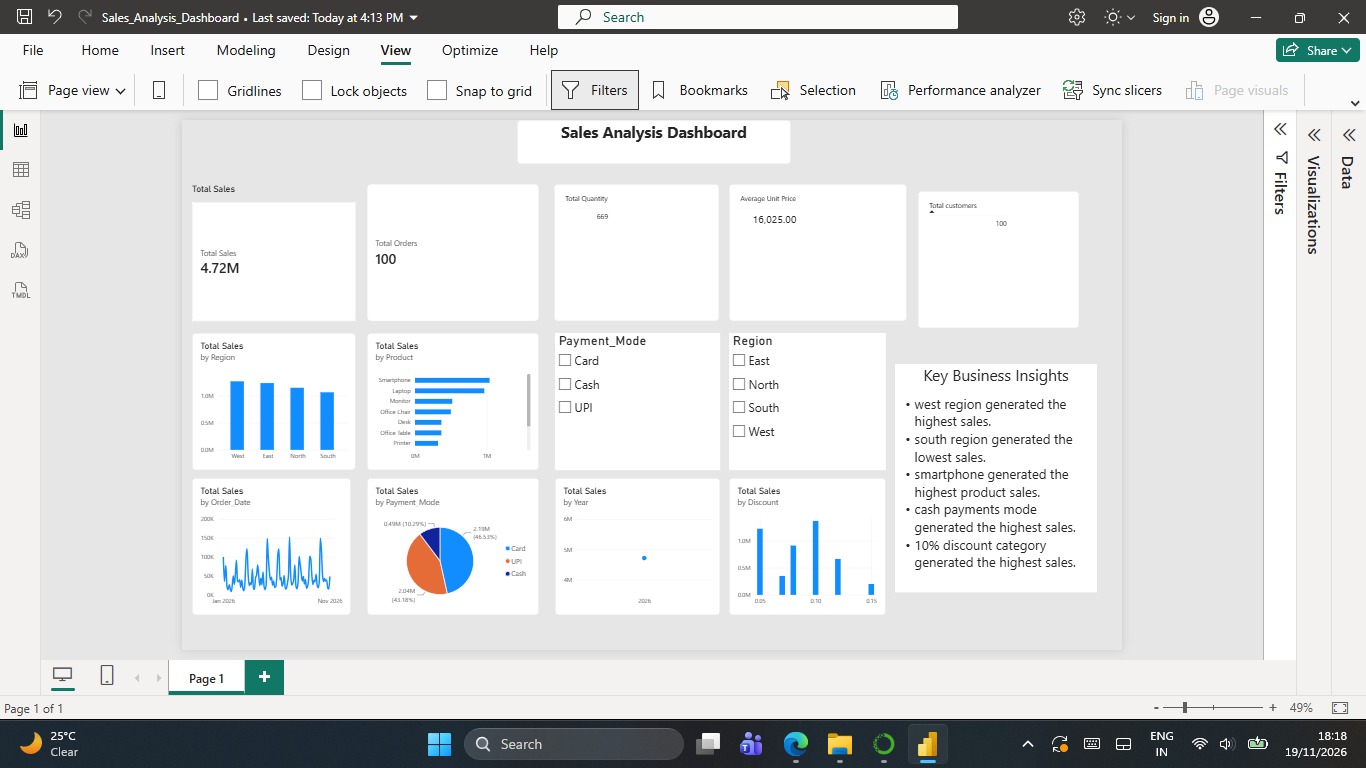 Sales_Analysis_Dashboard • Last saved: Today at 4:13 PM
Search
Sign in
File Home Insert Modeling Design View Optimize Help
Share
Page view
Gridlines
Lock objects
Snap to grid
Filters
Bookmarks
Selection
Performance analyzer
Sync slicers
Page visuals
DAX
TMDL
Sales Analysis Dashboard
Total Sales
Total Sales
4.72M
Total Orders
100
Total Quantity
669
Average Unit Price
16,025.00
Total customers
100
Total Sales
by Region
1.0M
0.5M
0.0M
West East North South
Total Sales
by Product
Smartphone
Laptop
Monitor
Office Chair
Desk
Office Table
Printer
0M 1M
Payment_Mode
Card
Cash
UPI
Region
East
North
South
West
Key Business Insights
• west region generated the
highest sales.
• south region generated the
lowest sales.
• smartphone generated the
highest product sales.
• cash payments mode
generated the highest sales.
• 10% discount category
generated the highest sales.
Total Sales
by Order_Date
200K
150K
100K
50K
0K
Jan 2026 Nov 2026
Total Sales
by Payment_Mode
0.49M (10.29%)
2.19M
(46.53%)
2.04M
(43.18%)
Card
UPI
Cash
Total Sales
by Year
6M
5M
4M
2026
Total Sales
by Discount
1.0M
0.5M
0.0M
0.05 0.10 0.15
Filters
Visualizations
Data
Page 1
Page 1 of 1
- + 49%
25°C
Clear
Search
ENG
IN
18:18
19/11/2026